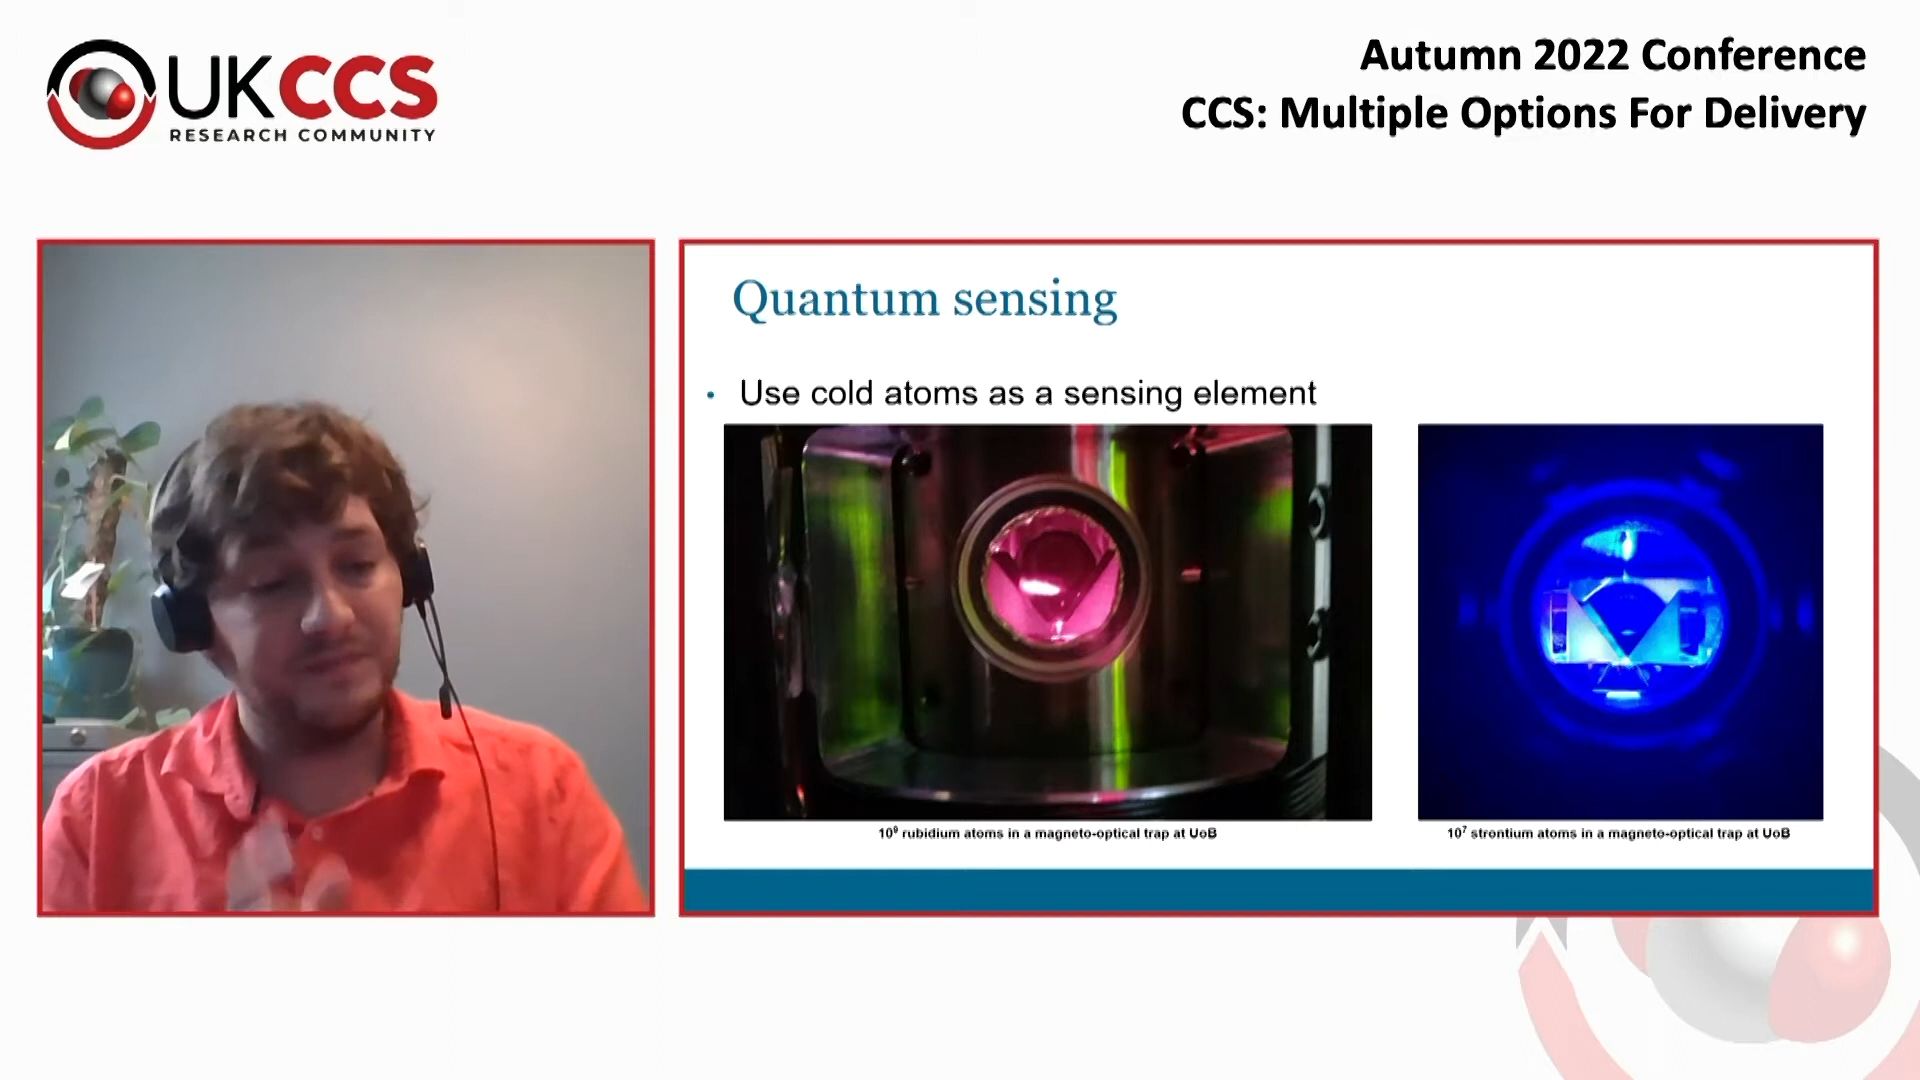 UKCCS
RESEARCH COMMUNITY
Autumn 2022 Conference
CCS: Multiple Options For Delivery
Quantum sensing
• Use cold atoms as a sensing element
10⁹ rubidium atoms in a magneto-optical trap at UoB
10⁷ strontium atoms in a magneto-optical trap at UoB